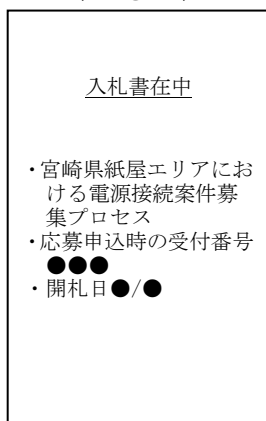 入札書在中
・宮崎県紙屋エリアにお
ける電源接続案件募
集プロセス
・応募申込時の受付番号
●●●
・開札日●/●